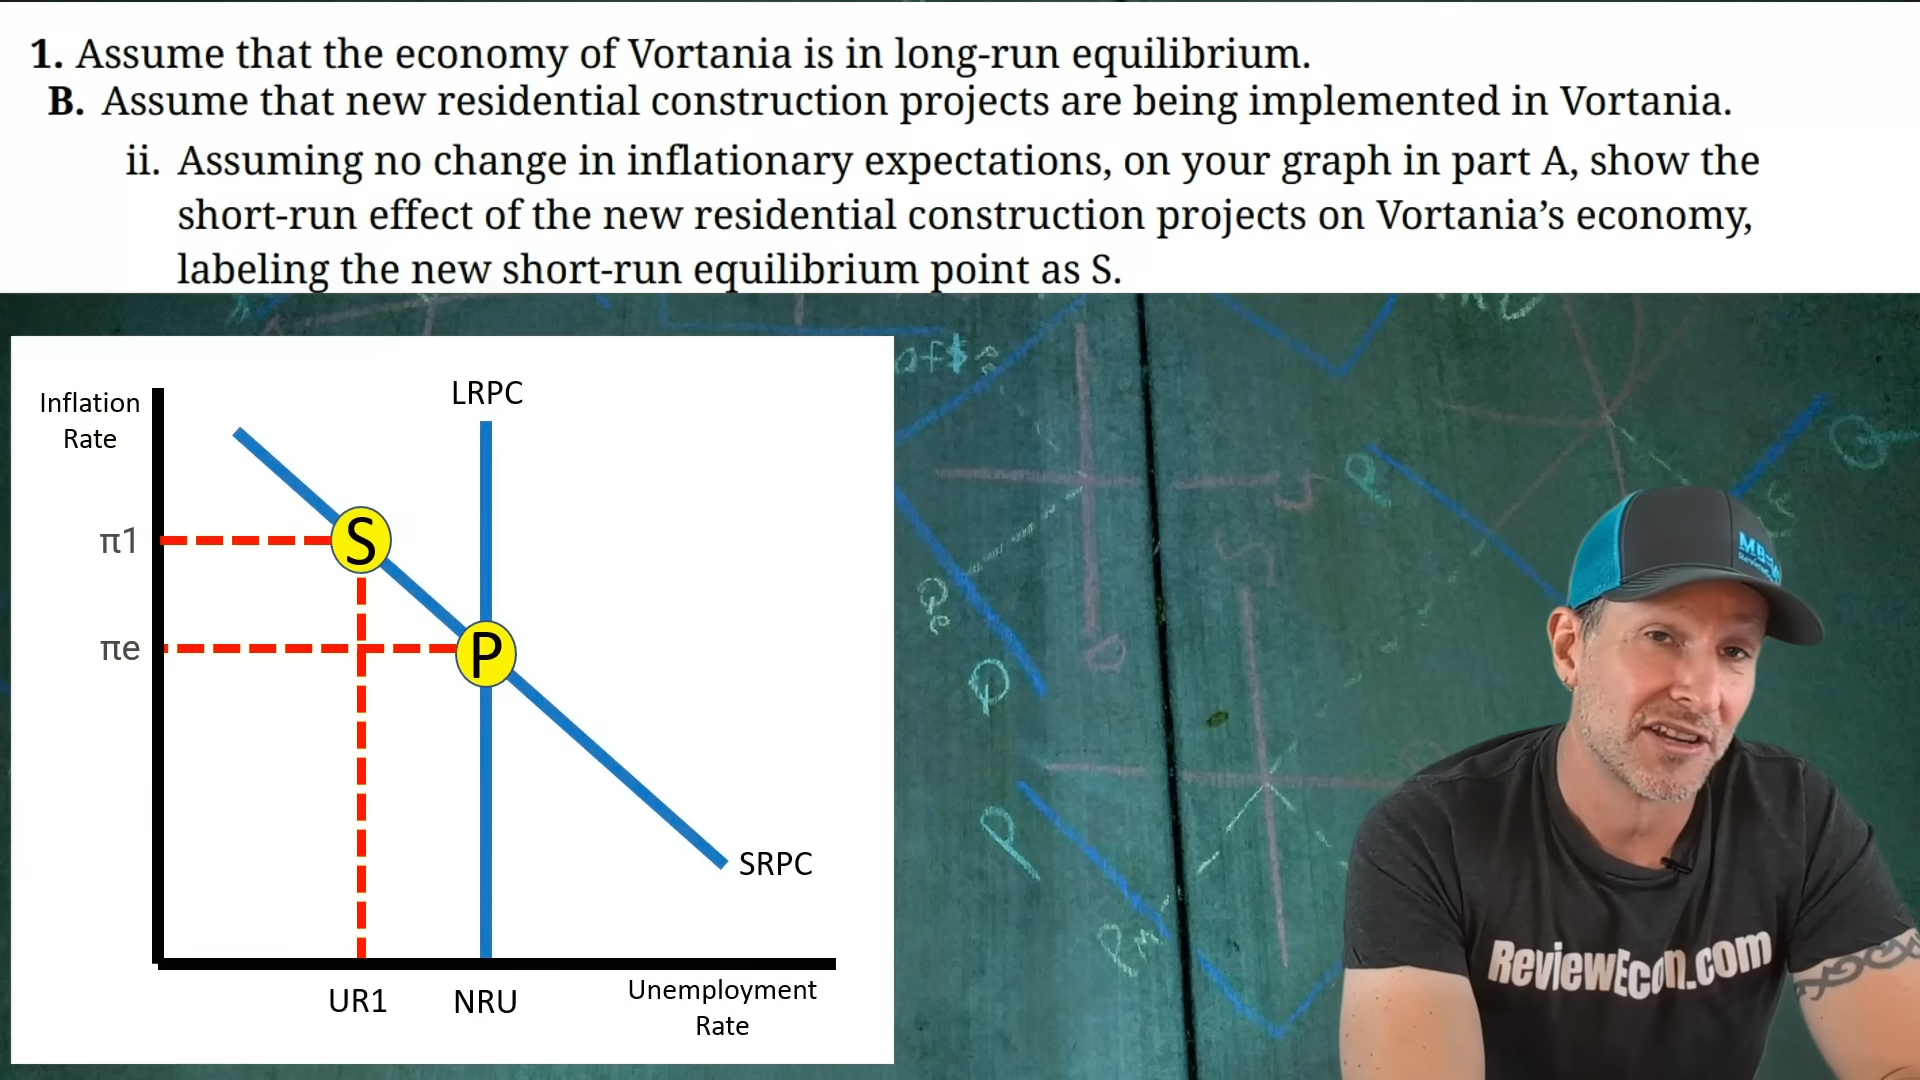 1. Assume that the economy of Vortania is in long-run equilibrium.
B. Assume that new residential construction projects are being implemented in Vortania.
ii. Assuming no change in inflationary expectations, on your graph in part A, show the
short-run effect of the new residential construction projects on Vortania’s economy,
labeling the new short-run equilibrium point as S.
Inflation
Rate
LRPC
π1
S
πe
P
SRPC
UR1
NRU
Unemployment
Rate
P
Qe
Q
S
D
P
Q
S
P
ReviewEcon.com